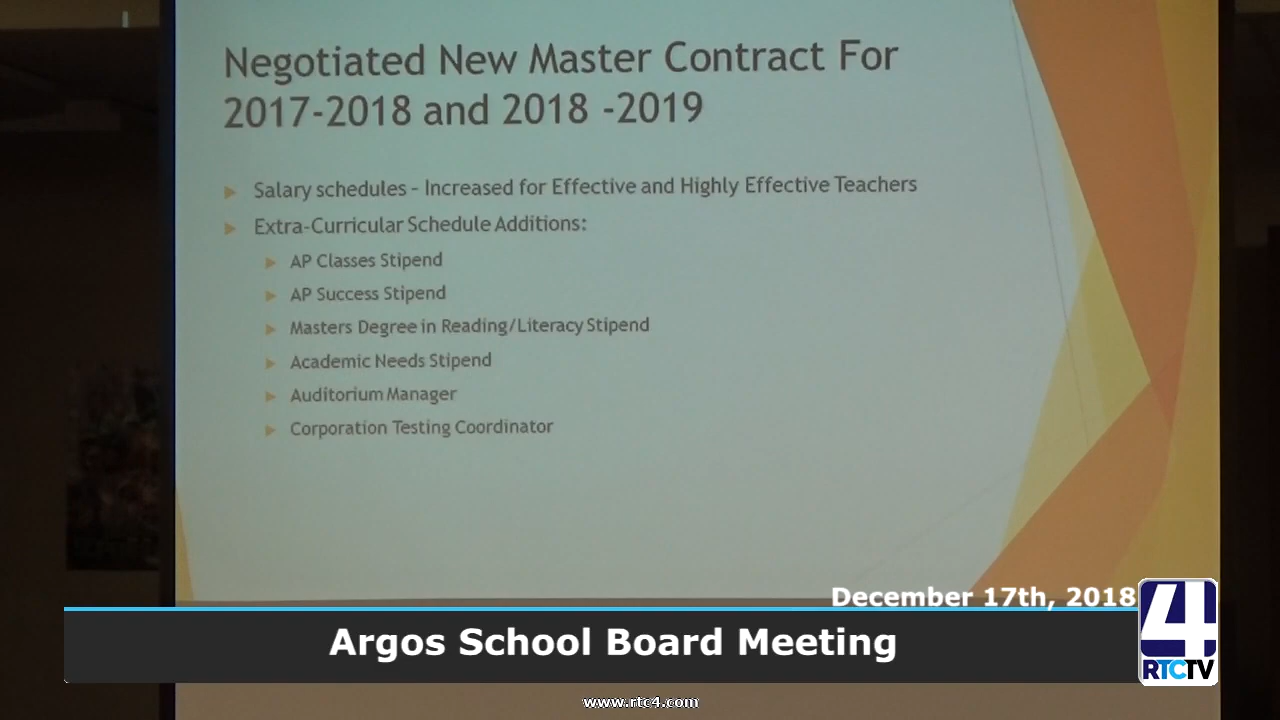 Negotiated New Master Contract For
2017-2018 and 2018 -2019
Salary schedules – Increased for Effective and Highly Effective Teachers
Extra-Curricular Schedule Additions:
AP Classes Stipend
AP Success Stipend
Masters Degree in Reading/Literacy Stipend
Academic Needs Stipend
Auditorium Manager
Corporation Testing Coordinator
December 17th, 2018
Argos School Board Meeting
4
RTCTV
www.rtc4.com